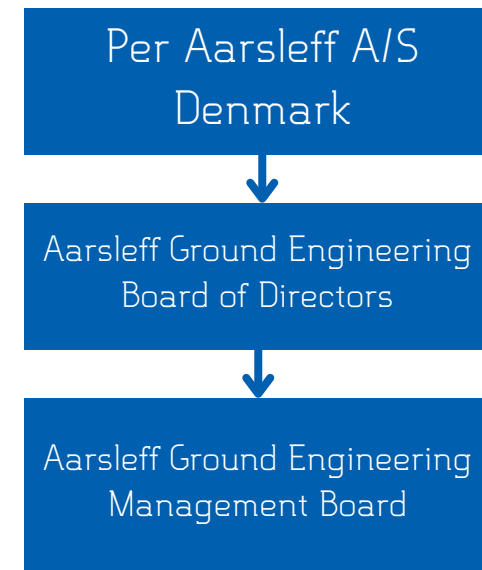 Per Aarsleff A/S
Denmark
Aarsleff Ground Engineering
Board of Directors
Aarsleff Ground Engineering
Management Board